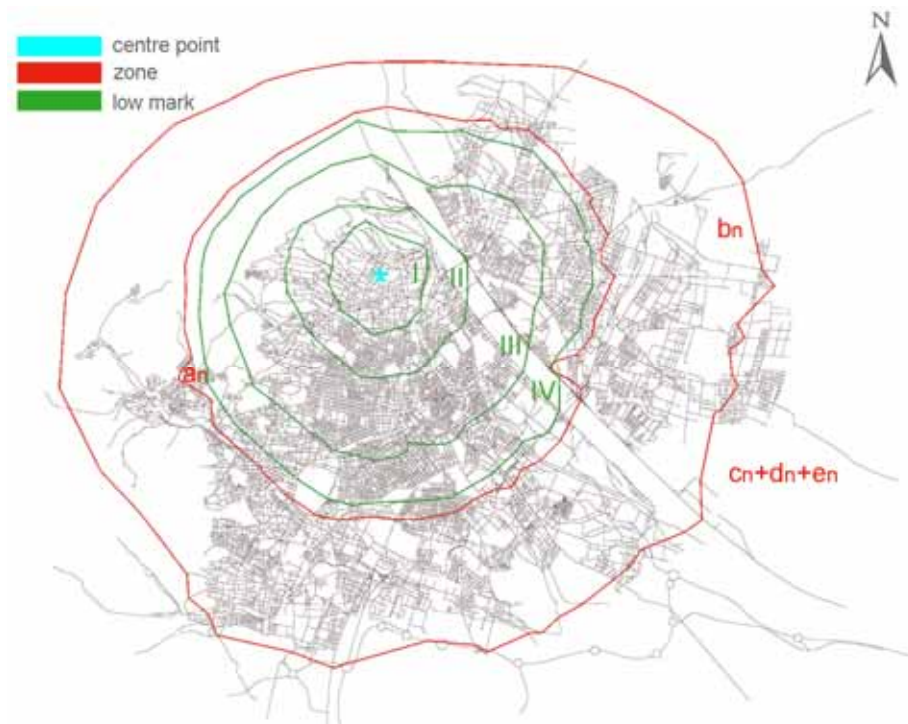 centre point
zone
low mark
N
bn
I
II
III
an
IV
cn+dn+en